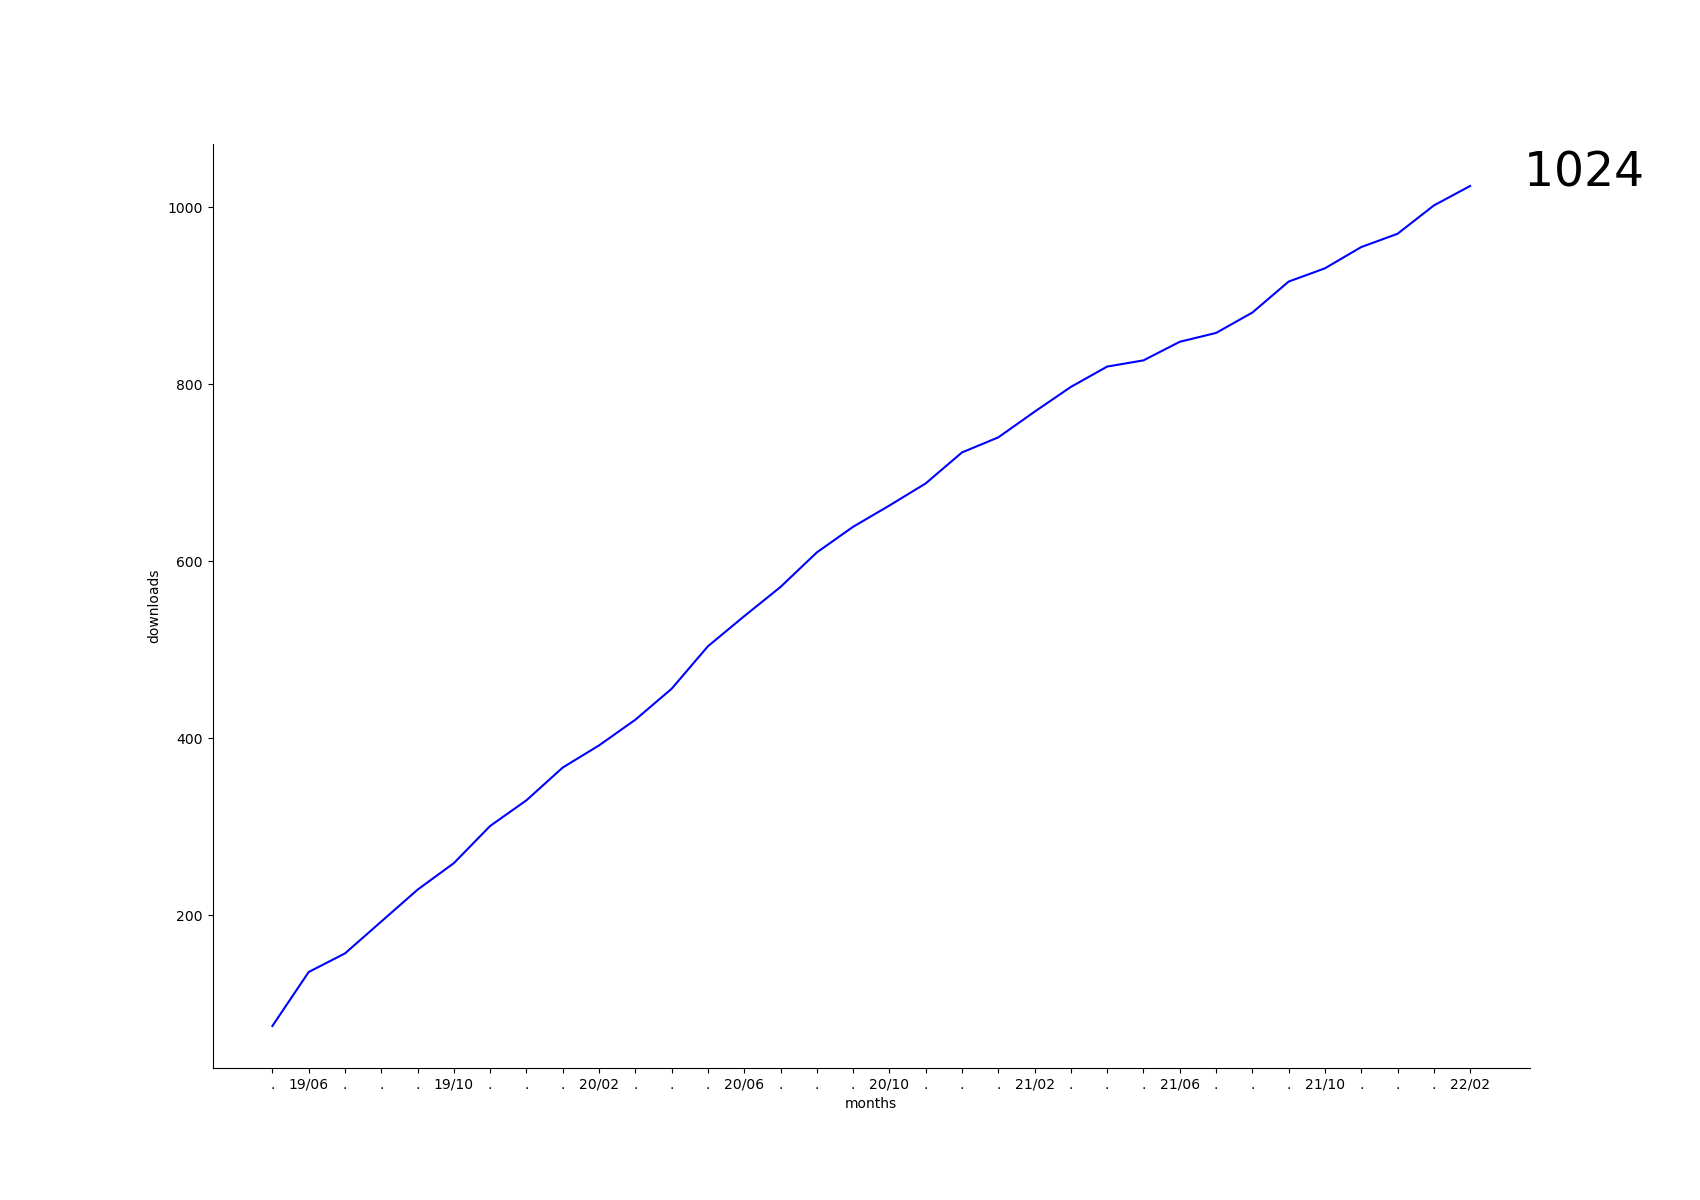 1024
1000
800
600
400
200
downloads
. 19/06 . . . 19/10 . . . 20/02 . . . 20/06 . . . 20/10 . . . 21/02 . . . 21/06 . . . 21/10 . . . 22/02
months